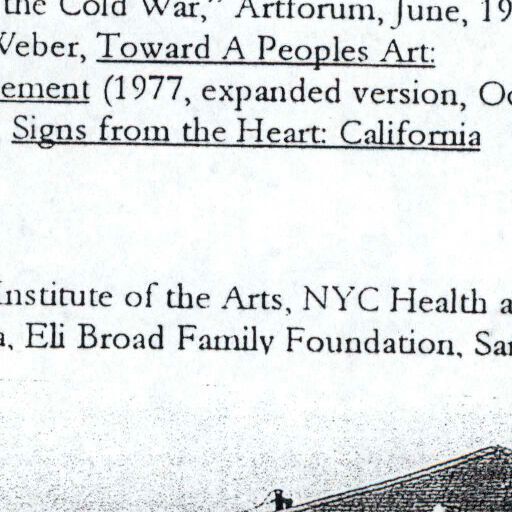 the Cold War," Artforum, June, 19
Weber, Toward A Peoples Art:
ement (1977, expanded version, Oc
Signs from the Heart: California
Institute of the Arts, NYC Health a
a, Eli Broad Family Foundation, San